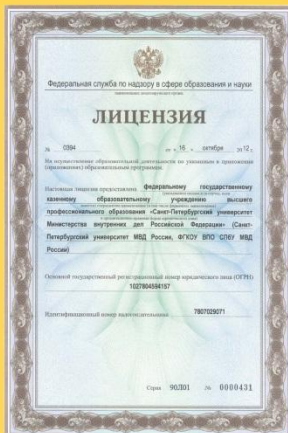 Федеральная служба по надзору в сфере образования и науки
ЛИЦЕНЗИЯ
№ 0394 от « 16 » октября 2012 г.
На осуществление образовательной деятельности по указанным в приложении
(приложениях) образовательным программам.
Настоящая лицензия предоставлена федеральному государственному
казенному образовательному учреждению высшего
профессионального образования «Санкт-Петербургский университет
Министерства внутренних дел Российской Федерации» (Санкт-
Петербургский университет МВД России, ФГКОУ ВПО СПбУ МВД
России)
Основной государственный регистрационный номер юридического лица (ОГРН)
1027804594157
Идентификационный номер налогоплательщика 7807029071
Серия 90Л01 № 0000431